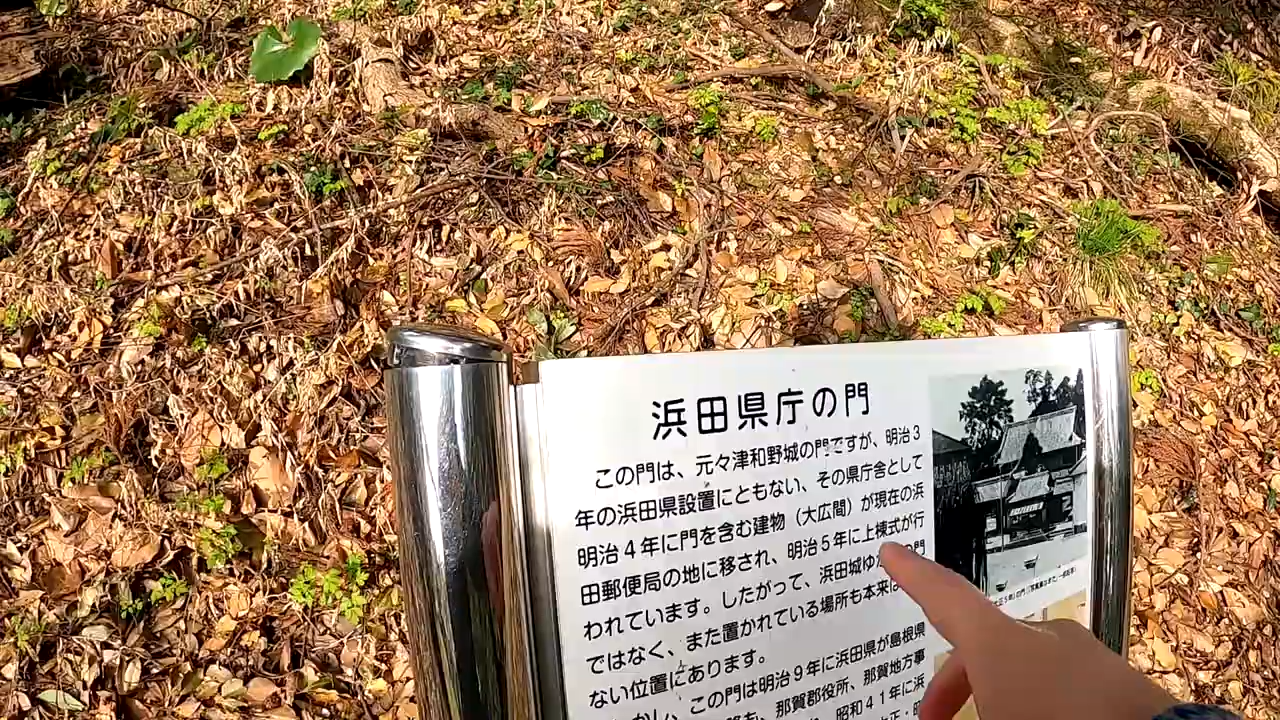 浜田県庁の門
この門は、元々津和野城の門ですが、明治3
年の浜田県設置にともない、その県庁舎として
明治4年に門を含む建物（大広間）が現在の浜
田郵便局の地に移され、明治5年に上棟式が行
われています。したがって、浜田城ゆか の門
ではなく、また置かれている場所も本来
ない位置にあります。
しかし、この門は明治9年に浜田県が島根県
那賀郡役所、那賀地方事
昭和41年に浜